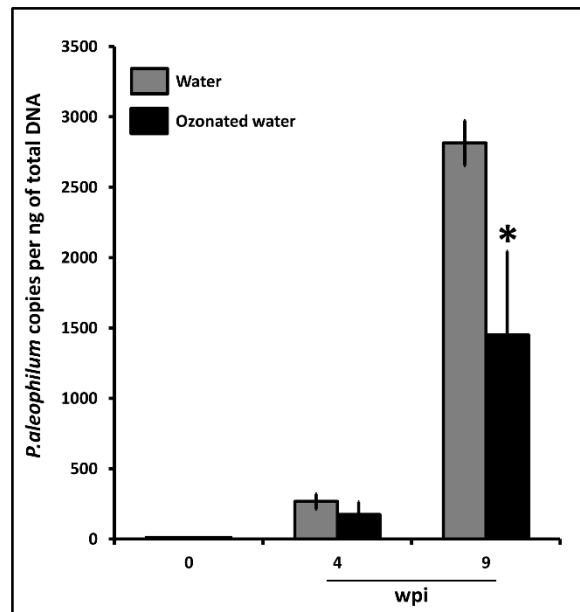 P.aleophilum copies per ng of total DNA
3500
3000
2500
2000
1500
1000
500
0
Water
Ozonated water
*
0 4 9
wpi